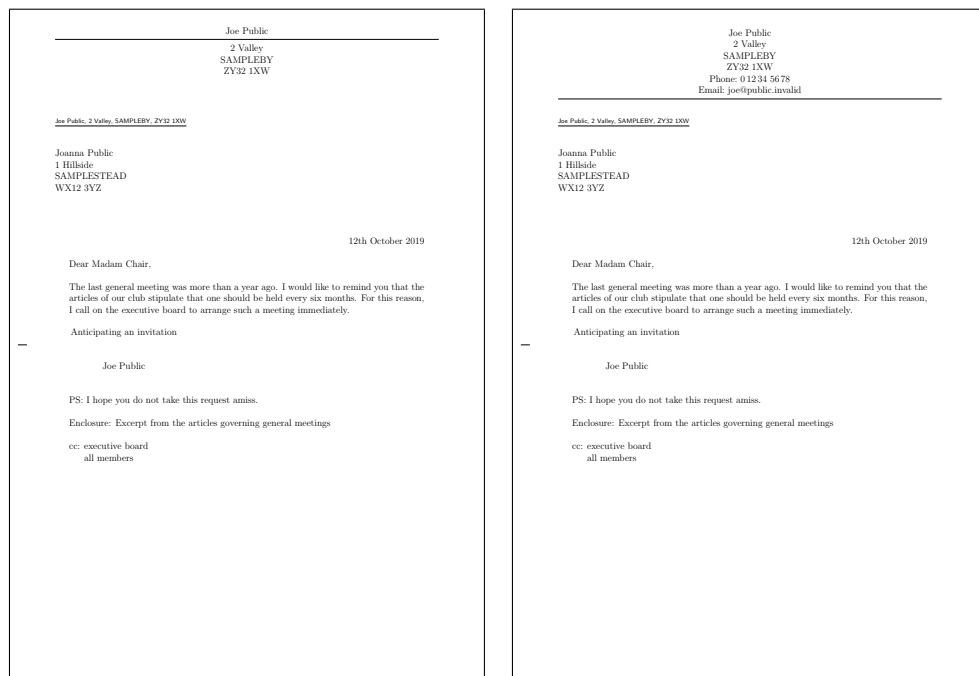 Joe Public
2 Valley
SAMPLEBY
ZY32 1XW
Joe Public, 2 Valley, SAMPLEBY, ZY32 1XW
Joanna Public
1 Hillside
SAMPLESTEAD
WX12 3YZ
12th October 2019
Dear Madam Chair,
The last general meeting was more than a year ago. I would like to remind you that the
articles of our club stipulate that one should be held every six months. For this reason,
I call on the executive board to arrange such a meeting immediately.
Anticipating an invitation
Joe Public
PS: I hope you do not take this request amiss.
Enclosure: Excerpt from the articles governing general meetings
cc: executive board
all members
Joe Public
2 Valley
SAMPLEBY
ZY32 1XW
Phone: 0 12 34 56 78
Email: joe@public.invalid
Joe Public, 2 Valley, SAMPLEBY, ZY32 1XW
Joanna Public
1 Hillside
SAMPLESTEAD
WX12 3YZ
12th October 2019
Dear Madam Chair,
The last general meeting was more than a year ago. I would like to remind you that the
articles of our club stipulate that one should be held every six months. For this reason,
I call on the executive board to arrange such a meeting immediately.
Anticipating an invitation
Joe Public
PS: I hope you do not take this request amiss.
Enclosure: Excerpt from the articles governing general meetings
cc: executive board
all members